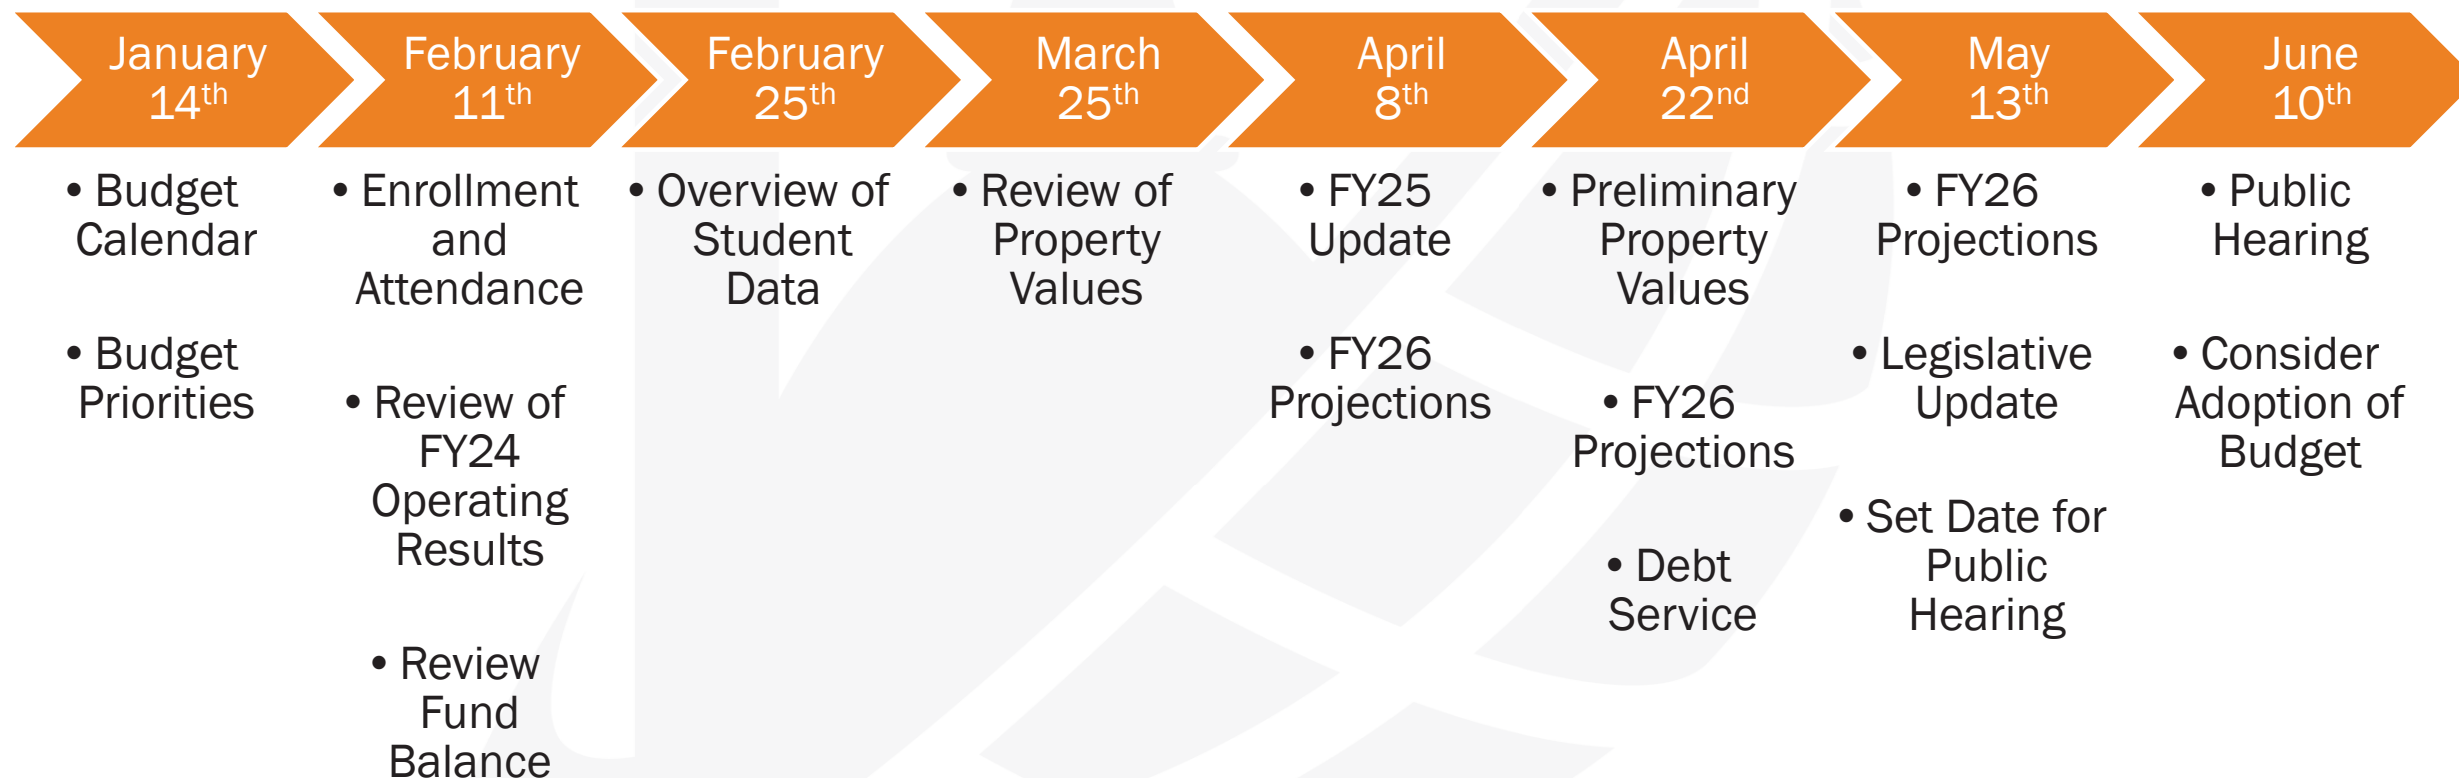 January
14th
February
11th
February
25th
March
25th
April
8th
April
22nd
May
13th
June
10th
• Budget
Calendar
• Budget
Priorities
• Enrollment
and
Attendance
• Review of
FY24
Operating
Results
• Review
Fund
Balance
• Overview of
Student
Data
• Review of
Property
Values
• FY25
Update
• FY26
Projections
• Preliminary
Property
Values
• FY26
Projections
• Debt
Service
• FY26
Projections
• Legislative
Update
• Set Date for
Public
Hearing
• Public
Hearing
• Consider
Adoption of
Budget